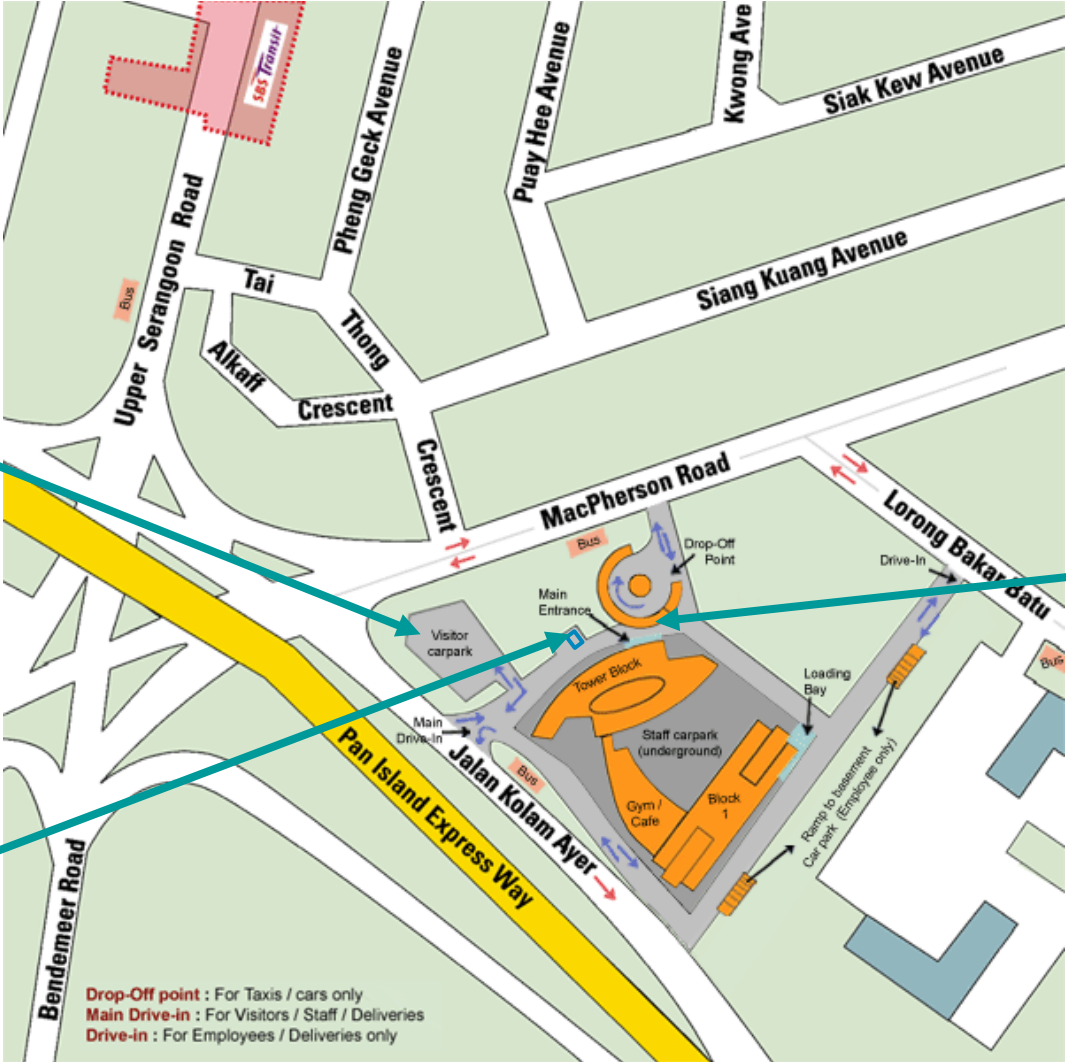 SBS Transit
Pheng Geck Avenue
Puay Hee Avenue
Kwong Ave
Siak Kew Avenue
Upper Serangoon Road
Bus
Tai
Thong
Crescent
Alkaff
Crescent
Siang Kuang Avenue
MacPherson Road
Lorong Bakar Batu
Bus
Drop-Off
Point
Drive-In
Main
Entrance
Visitor
carpark
Tower Block
Loading
Bay
Bus
Main
Drive-In
Staff carpark
(underground)
Jalan Kolam Ayer
Bus
Gym /
Cafe
Block
1
Ramp to basement
Car park (Employee only)
Pan Island Express Way
Bendemeer Road
Drop-Off point : For Taxis / cars only
Main Drive-in : For Visitors / Staff / Deliveries
Drive-in : For Employees / Deliveries only